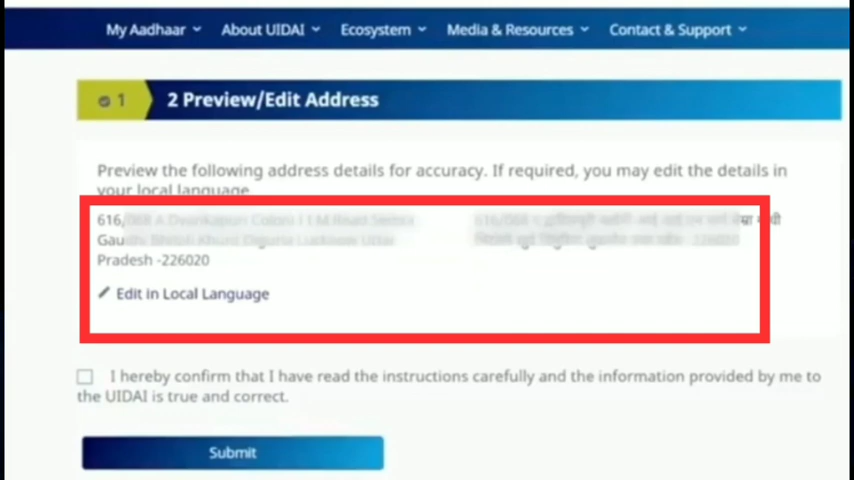 My Aadhaar About UIDAI Ecosystem Media & Resources Contact & Support
1 2 Preview/Edit Address
Preview the following address details for accuracy. If required, you may edit the details in
your local language
616,
Pradesh -226020
Edit in Local Language
I hereby confirm that I have read the instructions carefully and the information provided by me to
the UIDAI is true and correct.
Submit